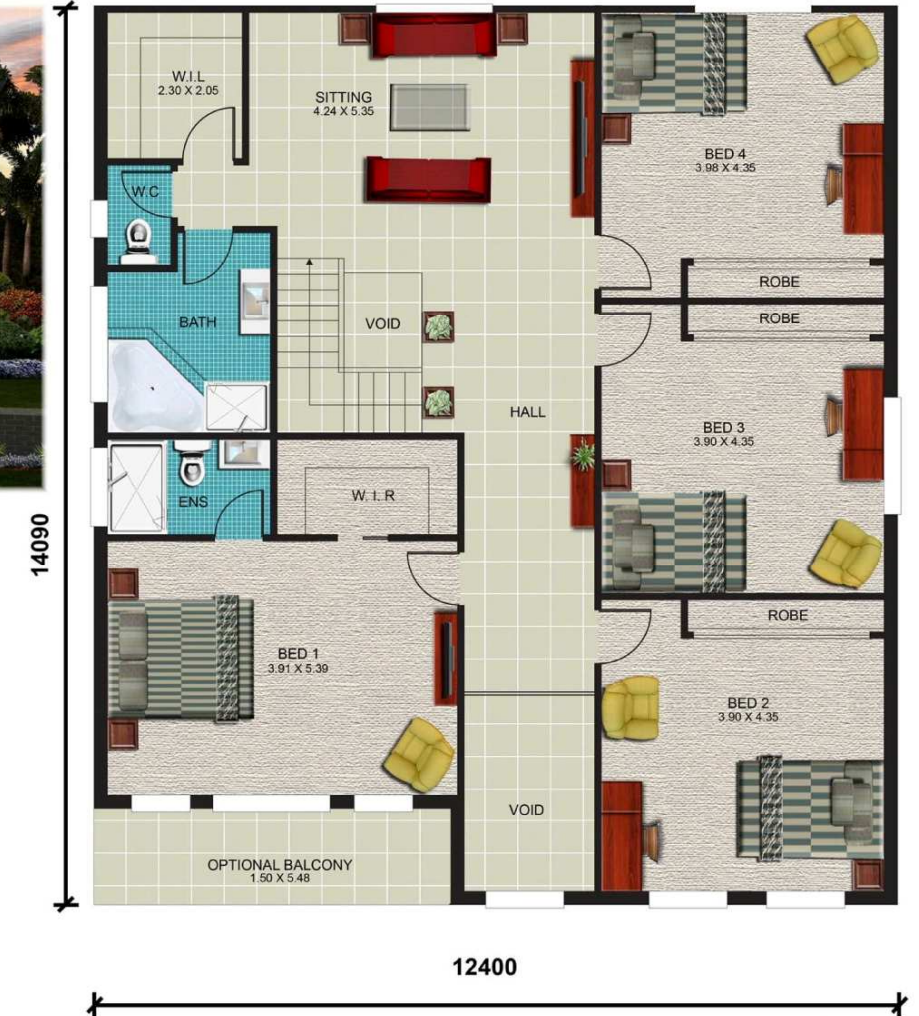 W.I.L
2.30 X 2.05
SITTING
4.24 X 5.35
BED 4
3.98 X 4.35
W.C
ROBE
BATH
VOID
ROBE
HALL
BED 3
3.90 X 4.35
ENS
W. I. R
14090
ROBE
BED 1
3.91 X 5.39
BED 2
3.90 X 4.35
VOID
OPTIONAL BALCONY
1.50 X 5.48
12400